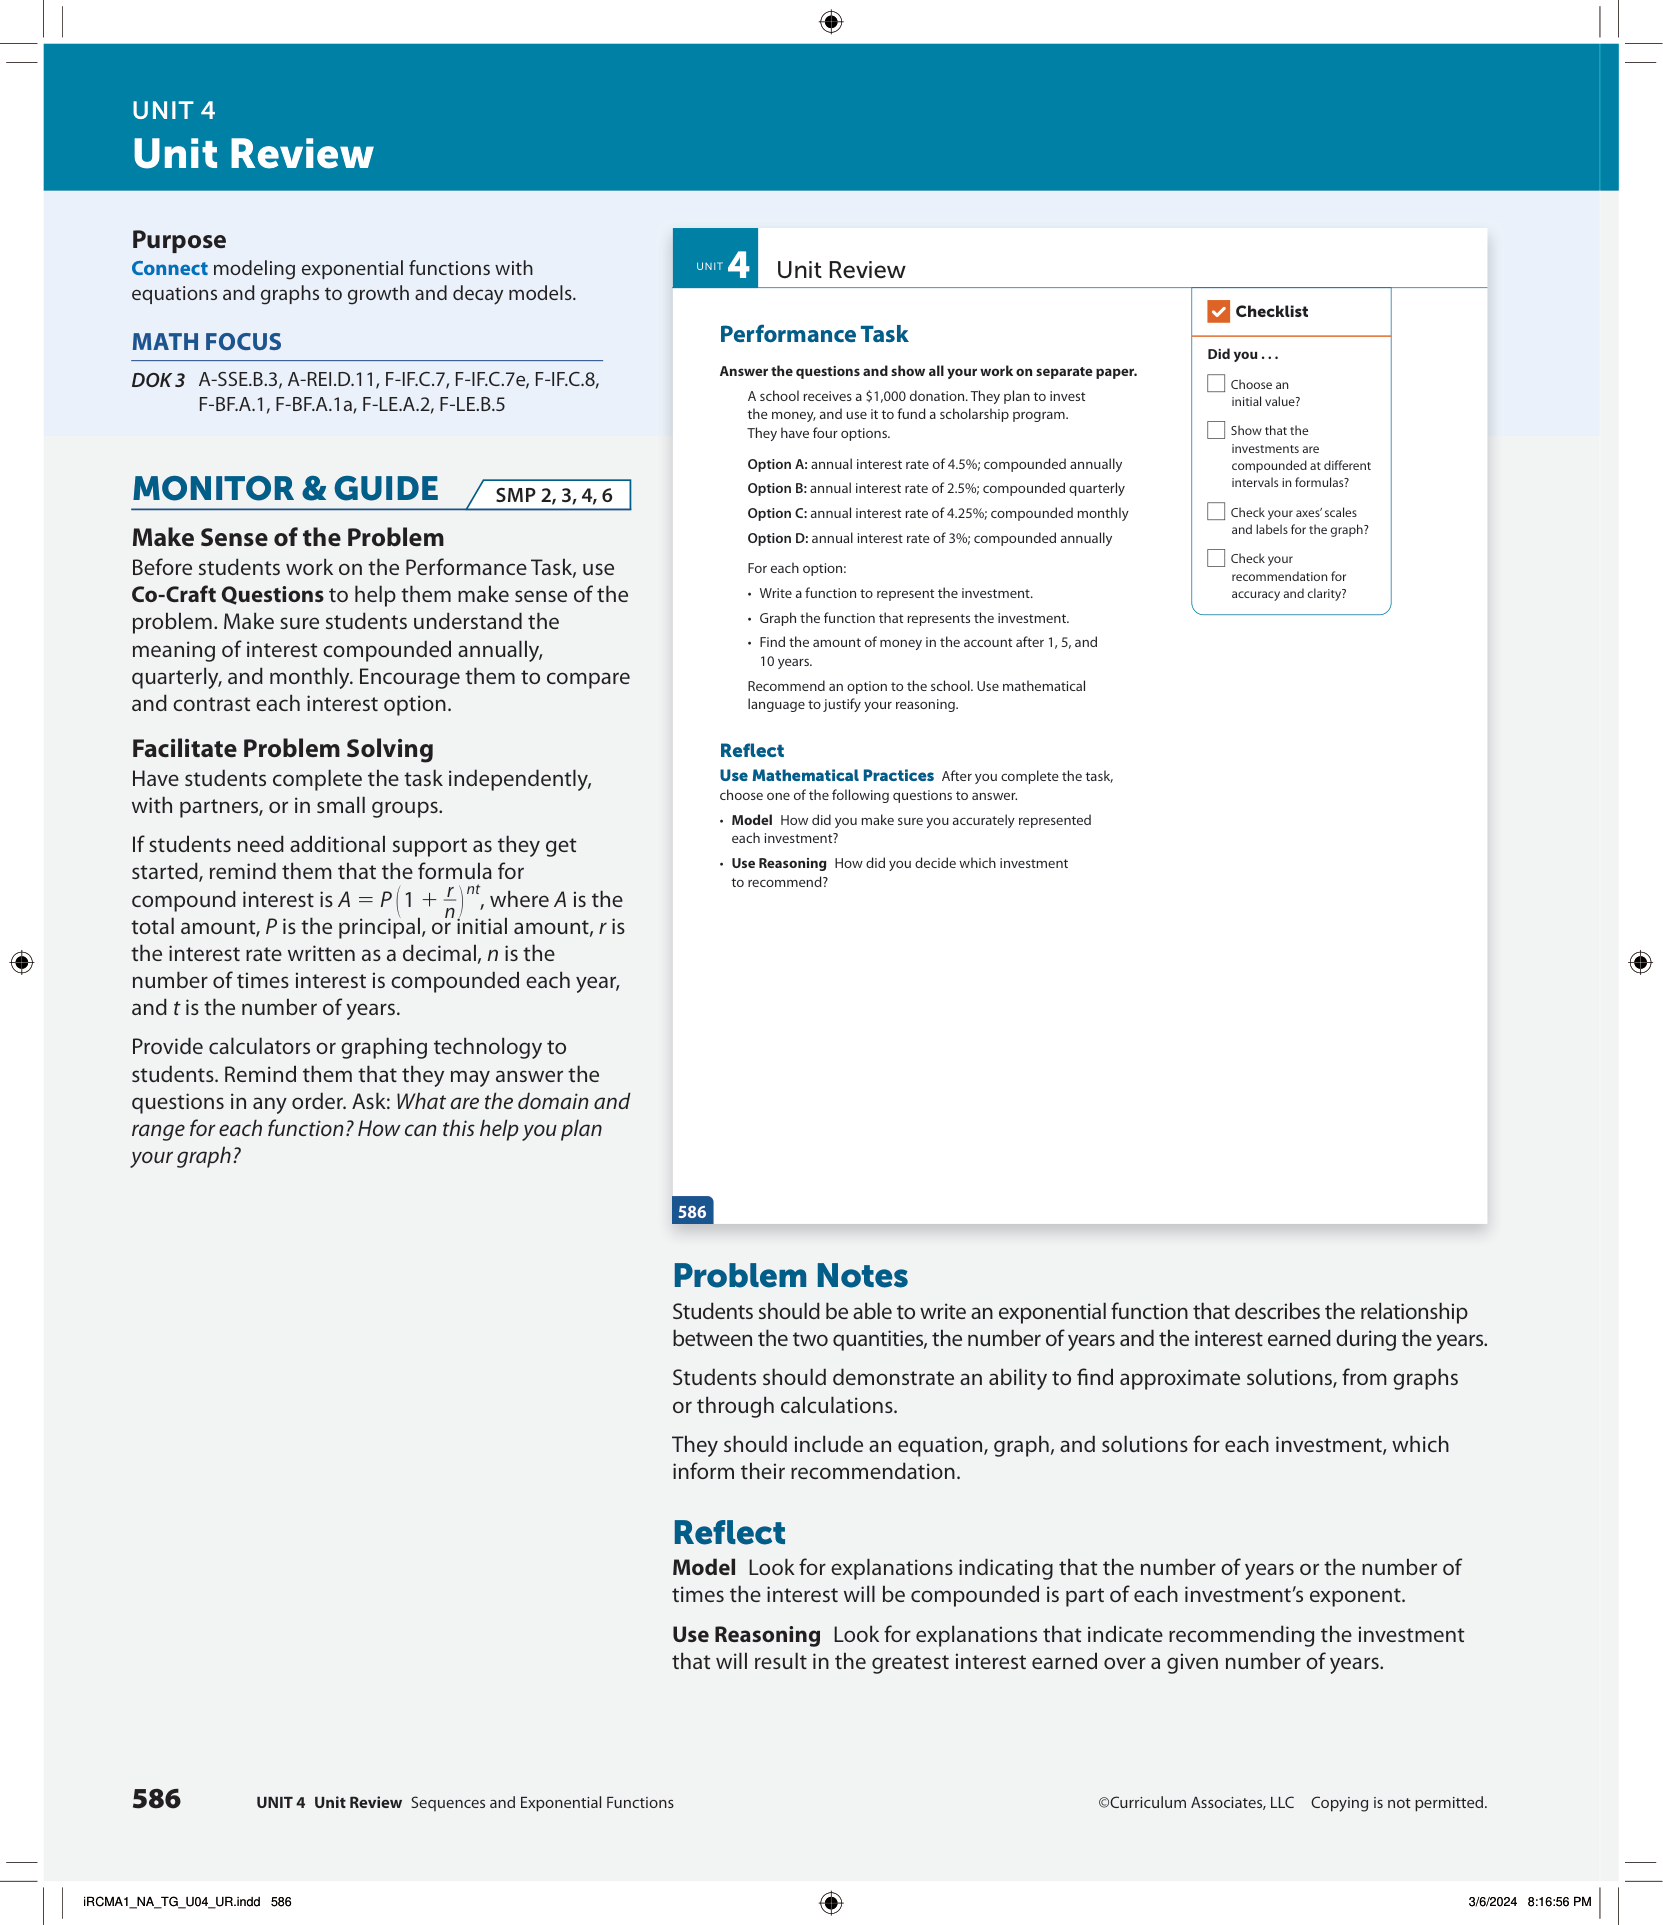 UNIT 4
Unit Review
Purpose
Connect modeling exponential functions with
equations and graphs to growth and decay models.
MATH FOCUS
DOK 3 A-SSE.B.3, A-REI.D.11, F-IF.C.7, F-IF.C.7e, F-IF.C.8,
F-BF.A.1, F-BF.A.1a, F-LE.A.2, F-LE.B.5
MONITOR & GUIDE SMP 2, 3, 4, 6
Make Sense of the Problem
Before students work on the Performance Task, use
Co-Craft Questions to help them make sense of the
problem. Make sure students understand the
meaning of interest compounded annually,
quarterly, and monthly. Encourage them to compare
and contrast each interest option.
Facilitate Problem Solving
Have students complete the task independently,
with partners, or in small groups.
If students need additional support as they get
started, remind them that the formula for
compound interest is A = P(1 + r/n)^nt, where A is the
total amount, P is the principal, or initial amount, r is
the interest rate written as a decimal, n is the
number of times interest is compounded each year,
and t is the number of years.
Provide calculators or graphing technology to
students. Remind them that they may answer the
questions in any order. Ask: What are the domain and
range for each function? How can this help you plan
your graph?
UNIT 4 Unit Review
Performance Task
Answer the questions and show all your work on separate paper.
A school receives a $1,000 donation. They plan to invest
the money, and use it to fund a scholarship program.
They have four options.
Option A: annual interest rate of 4.5%; compounded annually
Option B: annual interest rate of 2.5%; compounded quarterly
Option C: annual interest rate of 4.25%; compounded monthly
Option D: annual interest rate of 3%; compounded annually
For each option:
• Write a function to represent the investment.
• Graph the function that represents the investment.
• Find the amount of money in the account after 1, 5, and
10 years.
Recommend an option to the school. Use mathematical
language to justify your reasoning.
Reflect
Use Mathematical Practices After you complete the task,
choose one of the following questions to answer.
• Model How did you make sure you accurately represented
each investment?
• Use Reasoning How did you decide which investment
to recommend?
Checklist
Did you . . .
Choose an
initial value?
Show that the
investments are
compounded at different
intervals in formulas?
Check your axes' scales
and labels for the graph?
Check your
recommendation for
accuracy and clarity?
586
Problem Notes
Students should be able to write an exponential function that describes the relationship
between the two quantities, the number of years and the interest earned during the years.
Students should demonstrate an ability to find approximate solutions, from graphs
or through calculations.
They should include an equation, graph, and solutions for each investment, which
inform their recommendation.
Reflect
Model Look for explanations indicating that the number of years or the number of
times the interest will be compounded is part of each investment's exponent.
Use Reasoning Look for explanations that indicate recommending the investment
that will result in the greatest interest earned over a given number of years.
586 UNIT 4 Unit Review Sequences and Exponential Functions ©Curriculum Associates, LLC Copying is not permitted.
iRCMA1_NA_TG_U04_UR.indd 586 3/6/2024 8:16:56 PM